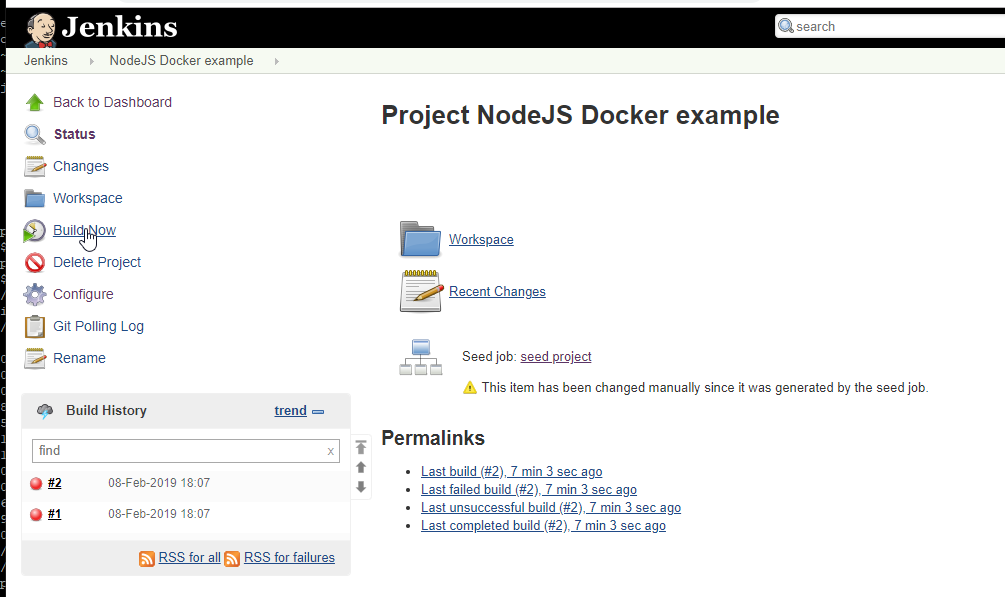 Jenkins
search
Jenkins NodeJS Docker example
Back to Dashboard
Status
Changes
Workspace
Build Now
Delete Project
Configure
Git Polling Log
Rename
Build History trend
find x
#2 08-Feb-2019 18:07
#1 08-Feb-2019 18:07
RSS for all RSS for failures
Project NodeJS Docker example
Workspace
Recent Changes
Seed job: seed project
This item has been changed manually since it was generated by the seed job.
Permalinks
Last build (#2), 7 min 3 sec ago
Last failed build (#2), 7 min 3 sec ago
Last unsuccessful build (#2), 7 min 3 sec ago
Last completed build (#2), 7 min 3 sec ago